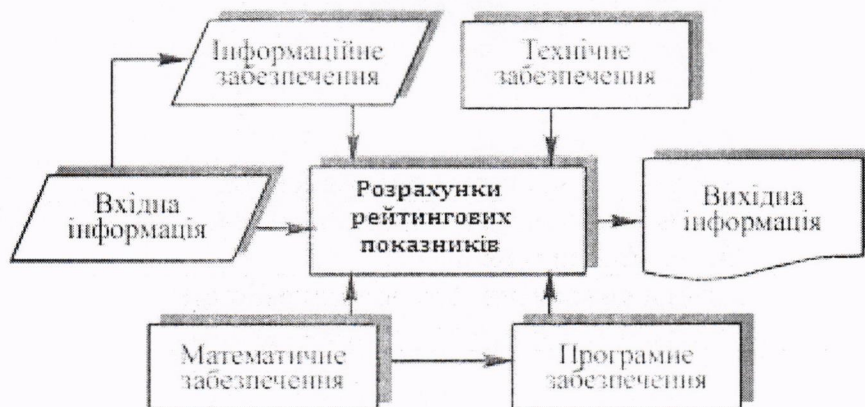 Інформаційне
забезпечення
Технічне
забезпечення
Вхідна
інформація
Розрахунки
рейтингових
показників
Вихідна
інформація
Математичне
забезпечення
Програмне
забезпечення